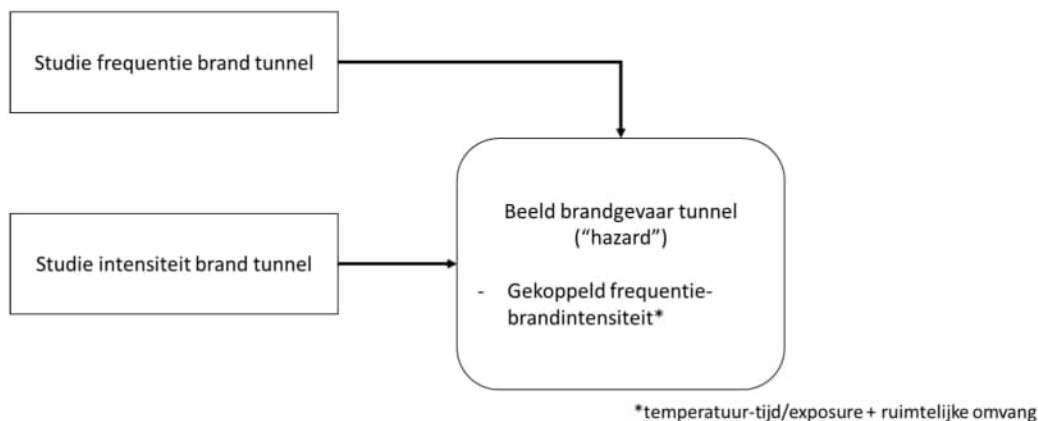 Studie frequentie brand tunnel
Beeld brandgevaar tunnel
(“hazard”)
Studie intensiteit brand tunnel
- Gekoppeld frequentie-
brandintensiteit*
*temperatuur-tijd/exposure + ruimtelijke omvang